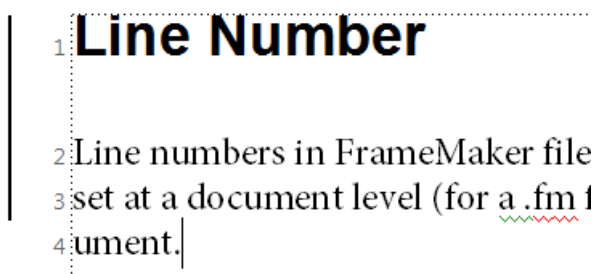 1 Line Number
2 Line numbers in FrameMaker file
3 set at a document level (for a .fm f
4 ument.